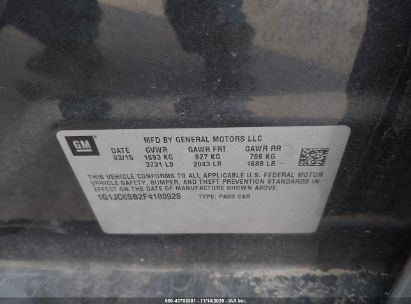 GM
MFD BY GENERAL MOTORS LLC
DATE GVWR GAWR FRT GAWR RR
03/15 1693 KG 927 KG 766 KG
3731 LB 2043 LB 1688 LB
THIS VEHICLE CONFORMS TO ALL APPLICABLE U.S. FEDERAL MOTOR
VEHICLE SAFETY, BUMPER, AND THEFT PREVENTION STANDARDS IN
EFFECT ON THE DATE OF MANUFACTURE SHOWN ABOVE.
1G1JC6SB2F4180928 TYPE: PASS CAR